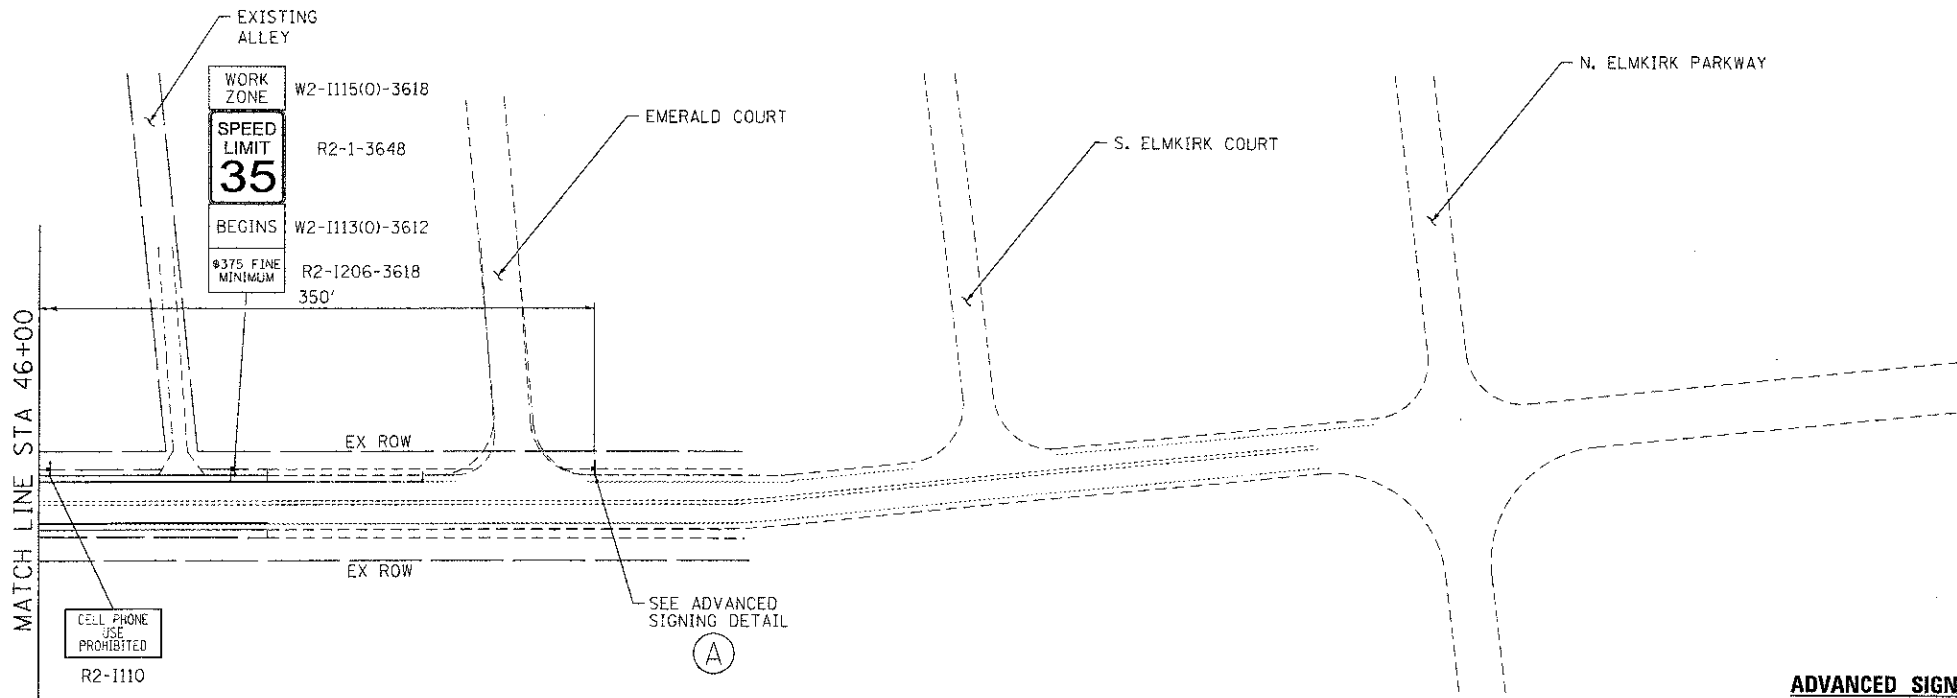 EXISTING
ALLEY
WORK
ZONE
W2-I115(O)-3618
SPEED
LIMIT
35
R2-1-3648
BEGINS
W2-I113(O)-3612
$375 FINE
MINIMUM
R2-I206-3618
350'
EMERALD COURT
S. ELMKIRK COURT
N. ELMKIRK PARKWAY
MATCH LINE STA 46+00
EX ROW
EX ROW
CELL PHONE
USE
PROHIBITED
R2-I110
SEE ADVANCED
SIGNING DETAIL
A
ADVANCED SIGN